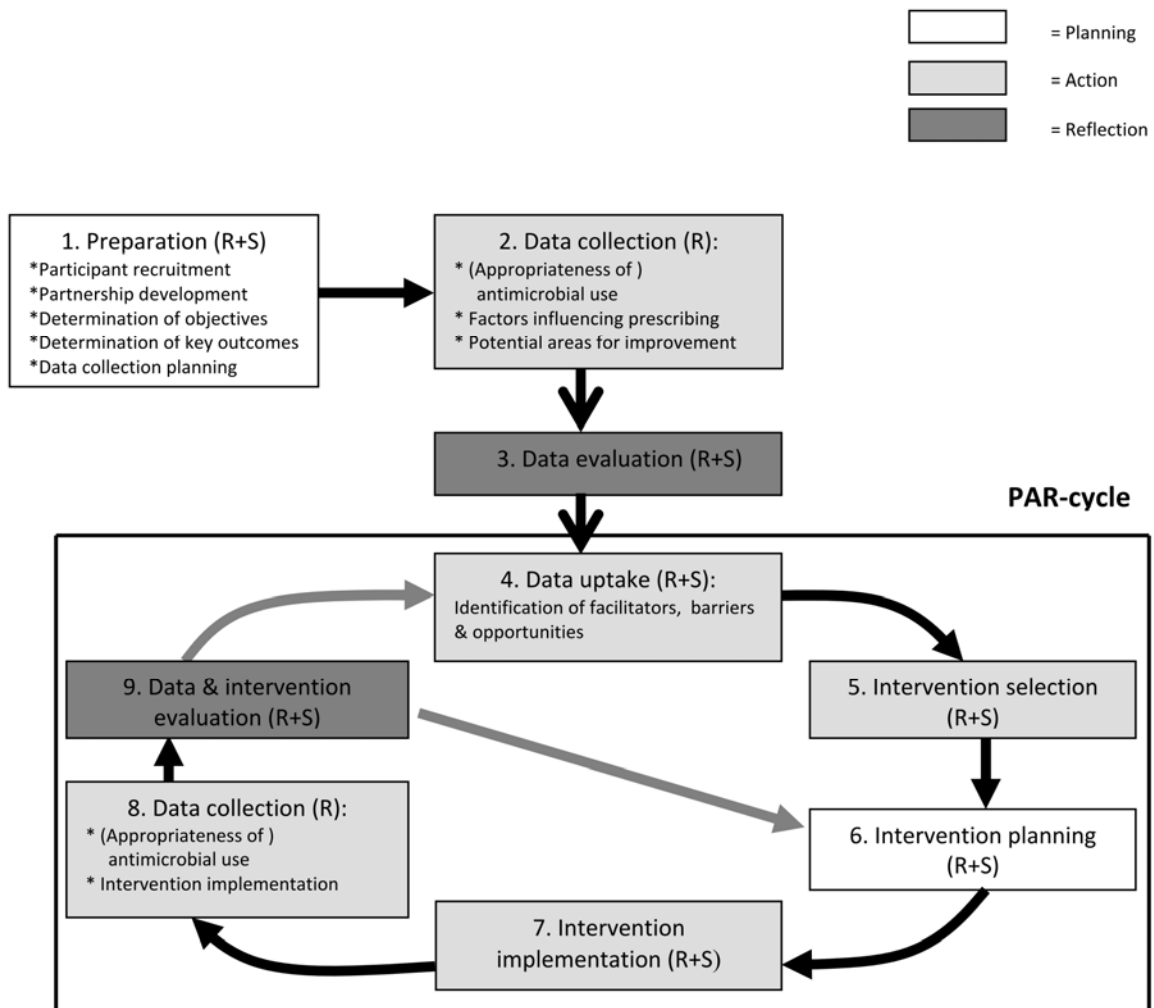 = Planning
= Action
= Reflection
1. Preparation (R+S)
*Participant recruitment
*Partnership development
*Determination of objectives
*Determination of key outcomes
*Data collection planning
2. Data collection (R):
* (Appropriateness of )
antimicrobial use
* Factors influencing prescribing
* Potential areas for improvement
3. Data evaluation (R+S)
PAR-cycle
4. Data uptake (R+S):
Identification of facilitators, barriers
& opportunities
5. Intervention selection
(R+S)
6. Intervention planning
(R+S)
7. Intervention
implementation (R+S)
8. Data collection (R):
* (Appropriateness of )
antimicrobial use
* Intervention implementation
9. Data & intervention
evaluation (R+S)